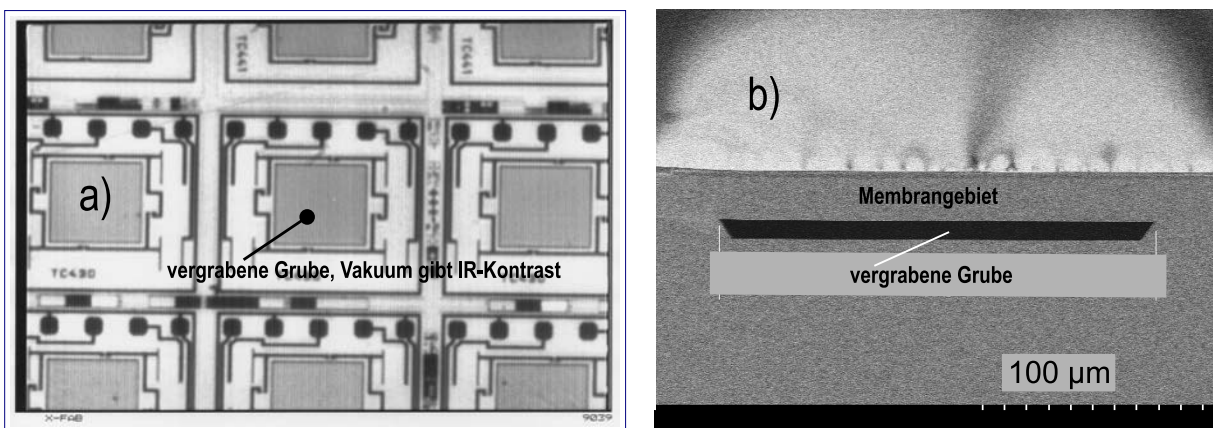 TC441
TC441
a)
vergrabene Grube, Vakuum gibt IR-Kontrast
TC430
X-FAB
9039
b)
Membrangebiet
vergrabene Grube
100 µm